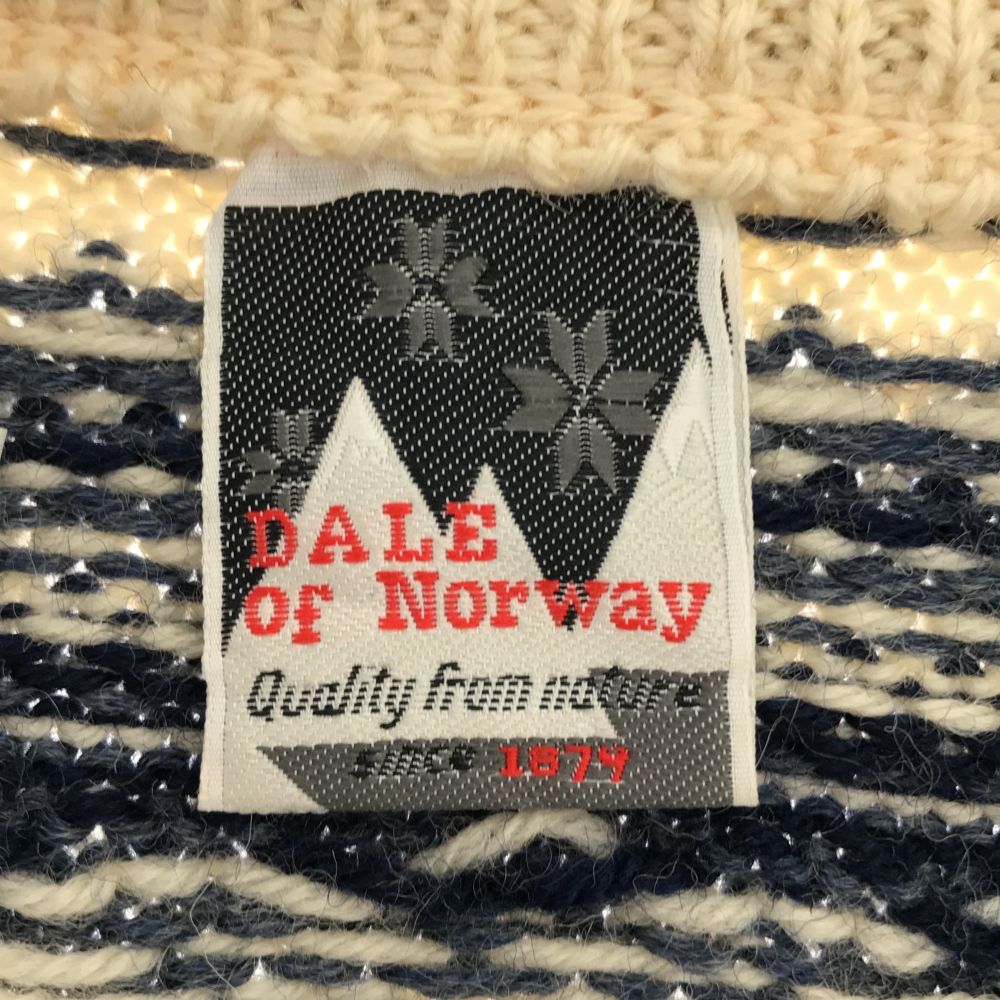 DALE
of Norway
Quality from nature
since 1879